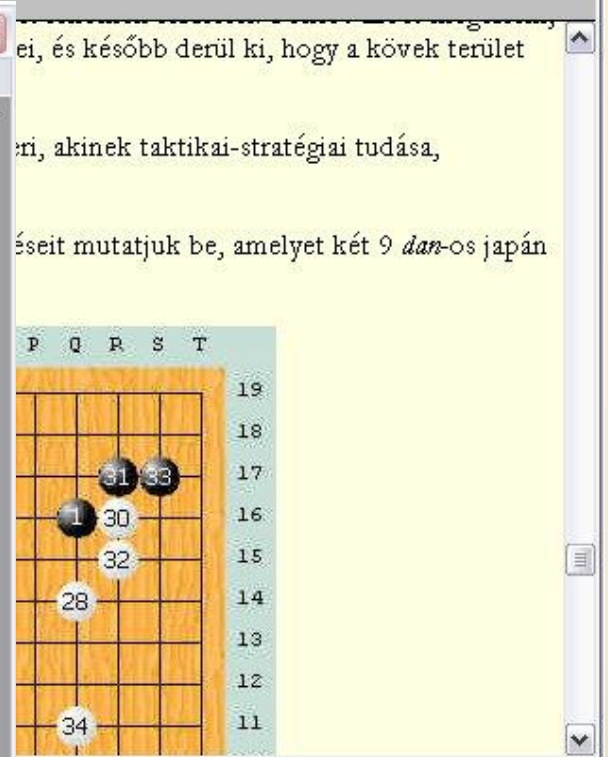 ei, és később derül ki, hogy a kövek terület
eri, akinek taktikai-stratégiai tudása,
éseit mutatjuk be, amelyet két 9 dan-os japán
P Q R S T
19
18
31 33 17
1 30 16
32 15
28 14
13
12
34 11